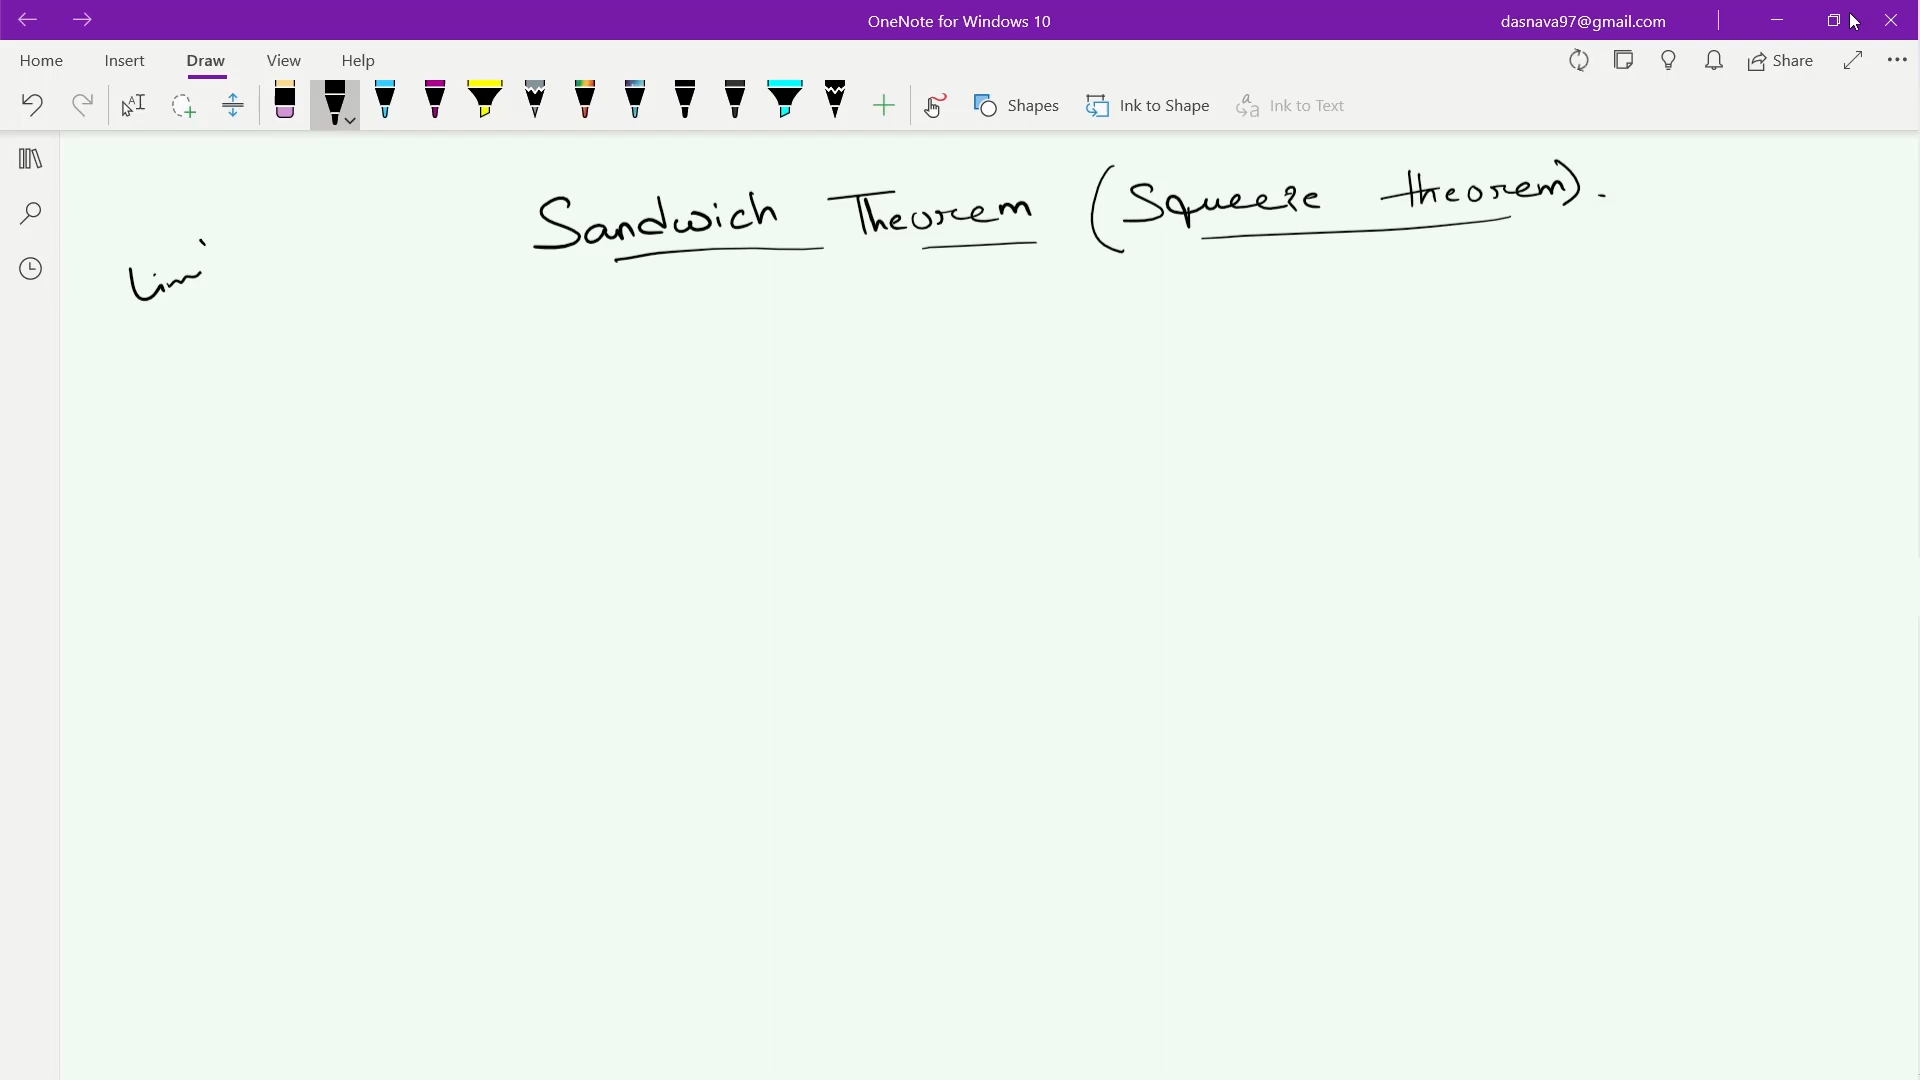 OneNote for Windows 10
dasnava97@gmail.com
Home Insert Draw View Help
Share
Shapes Ink to Shape Ink to Text
Sandwich Theorem (Squeeze theorem).
Limi